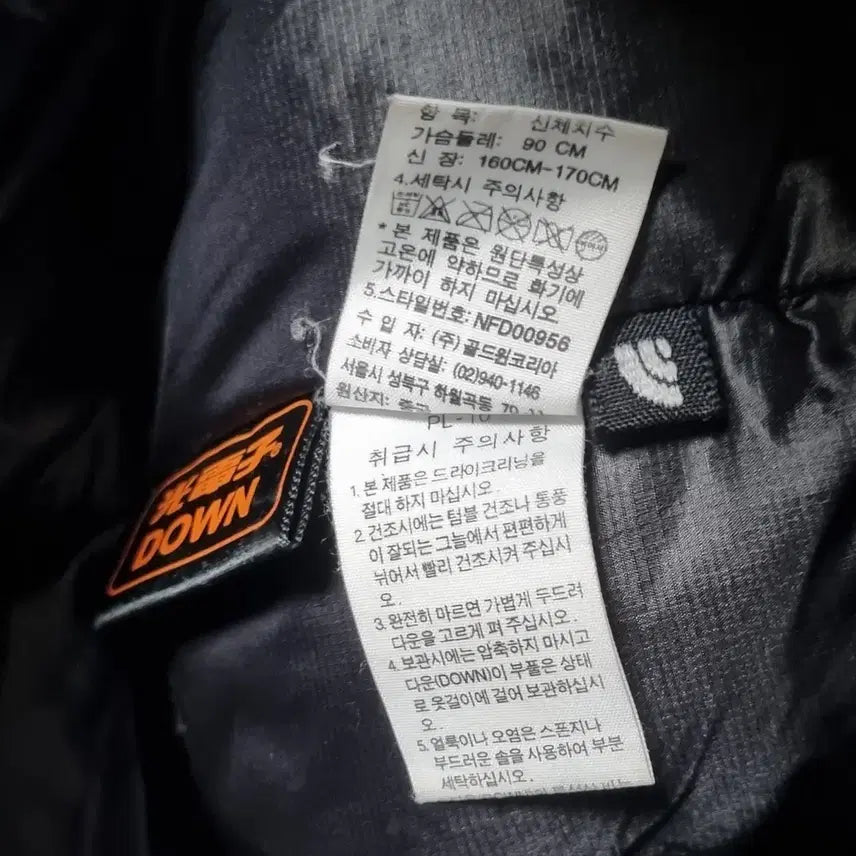 항 목: 신체치수
가슴둘레: 90 CM
신 장: 160CM-170CM
4.세탁시 주의사항
* 본 제품은 원단특성상
고온에 약하므로 화기에
가까이 하지 마십시오
5.스타일번호: NFD00956
수 입 자: (주) 골드윈코리아
소비자 상담실: (02)940-1146
서울시 성북구 하월곡동
원산지:
취급시 주의사항
1. 본 제품은 드라이크리닝을
절대 하지 마십시오.
2. 건조시에는 텀블 건조나 통풍
이 잘되는 그늘에서 편편하게
뉘어서 빨리 건조시켜 주십시
오.
3. 완전히 마르면 가볍게 두드려
다운을 고르게 펴 주십시오.
4. 보관시에는 압축하지 마시고
다운(DOWN)이 부풀은 상태
로 옷걸이에 걸어 보관하십시
오.
5. 얼룩이나 오염은 스폰지나
부드러운 솔을 사용하여 부분
세탁하십시오.
光電子
DOWN